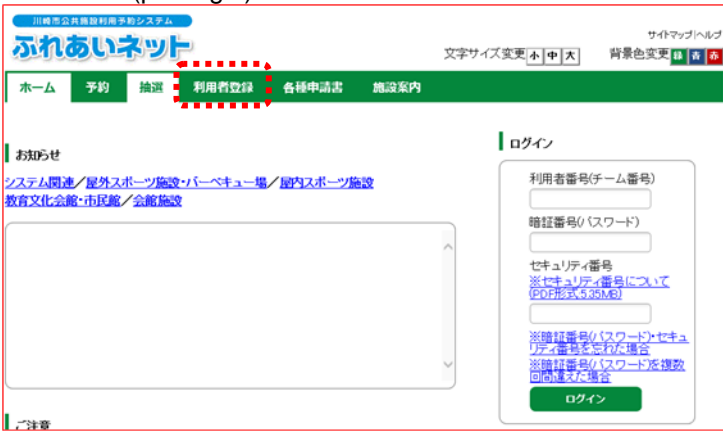 川崎市公共施設利用予約システム
ふれあいネット
サイトマップ|ヘルプ
文字サイズ変更 小 中 大 背景色変更 緑 青 赤
ホーム 予約 抽選 利用者登録 各種申請書 施設案内
お知らせ
システム関連／屋外スポーツ施設・バーベキュー場／屋内スポーツ施設
教育文化会館・市民館／会館施設
ログイン
利用者番号(チーム番号)
暗証番号(パスワード)
セキュリティ番号
※セキュリティ番号について
(PDF形式,5.35MB)
※暗証番号(パスワード)・セキュ
リティ番号を忘れた場合
※暗証番号(パスワード)を複数
回間違えた場合
ログイン
ご注意